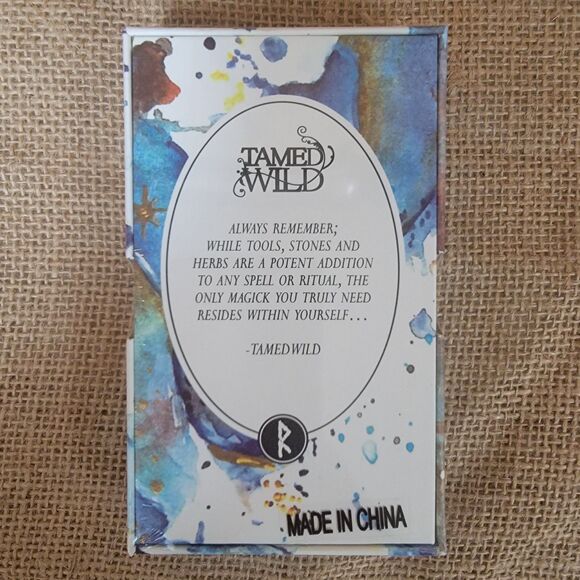 TAMED
WILD
ALWAYS REMEMBER;
WHILE TOOLS, STONES AND
HERBS ARE A POTENT ADDITION
TO ANY SPELL OR RITUAL, THE
ONLY MAGICK YOU TRULY NEED
RESIDES WITHIN YOURSELF...
-TAMEDWILD
ᚱ
MADE IN CHINA